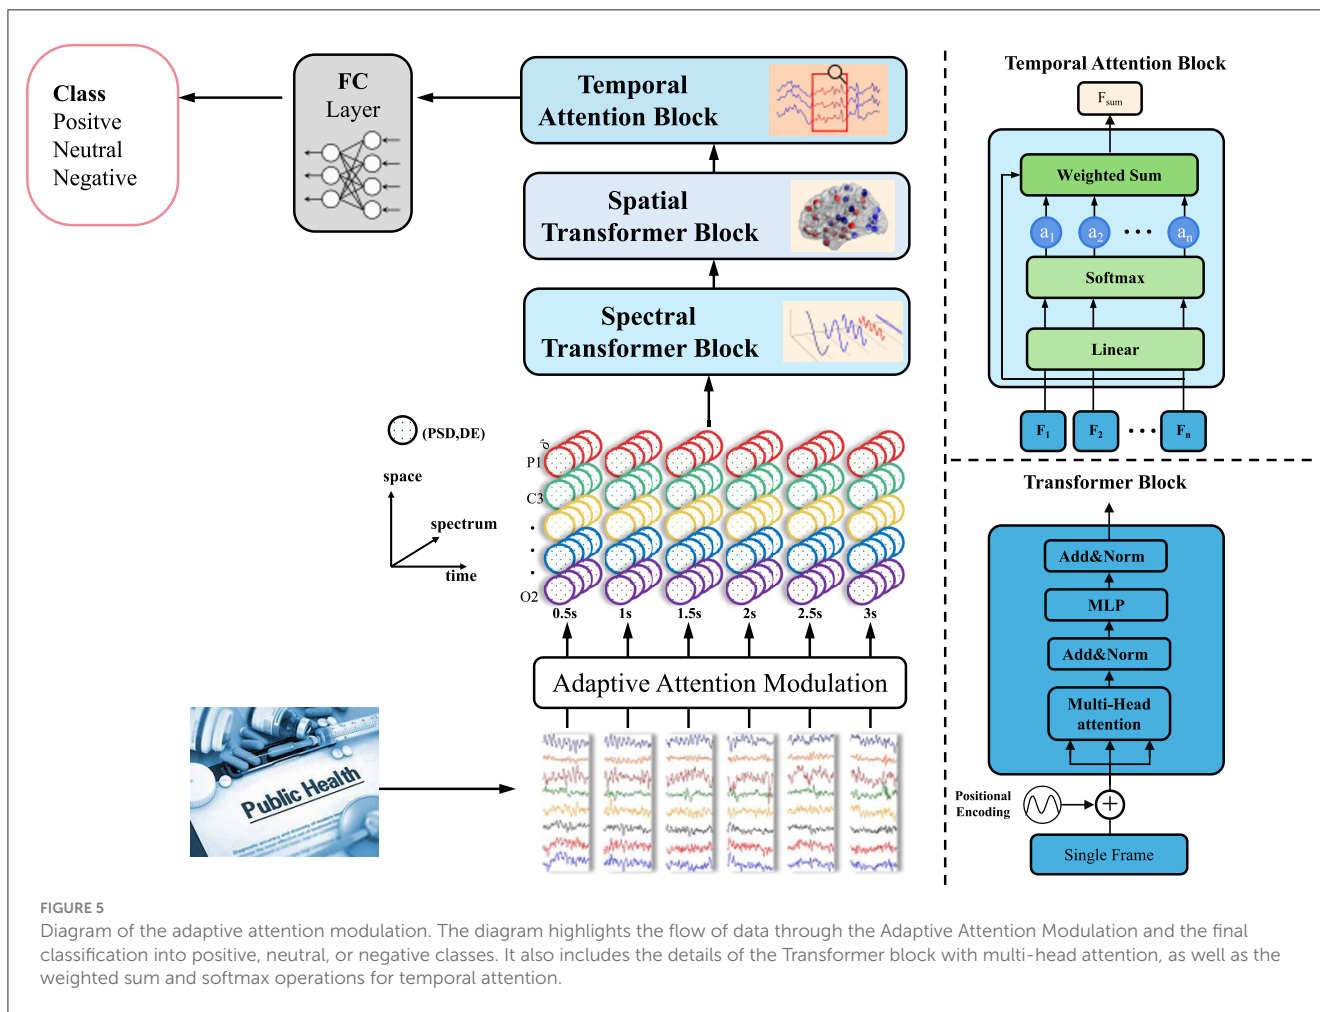 Class
Positve
Neutral
Negative
FC
Layer
Temporal
Attention Block
Spatial
Transformer Block
Spectral
Transformer Block
(PSD,DE)
space
spectrum
time
δ
P1
C3
.
.
.
O2
0.5s 1s 1.5s 2s 2.5s 3s
Adaptive Attention Modulation
Public Health
Temporal Attention Block
Fsum
Weighted Sum
a1 a2 ... an
Softmax
Linear
F1 F2 ... Fn
Transformer Block
Add&Norm
MLP
Add&Norm
Multi-Head
attention
Positional
Encoding
Single Frame
FIGURE 5
Diagram of the adaptive attention modulation. The diagram highlights the flow of data through the Adaptive Attention Modulation and the final
classification into positive, neutral, or negative classes. It also includes the details of the Transformer block with multi-head attention, as well as the
weighted sum and softmax operations for temporal attention.